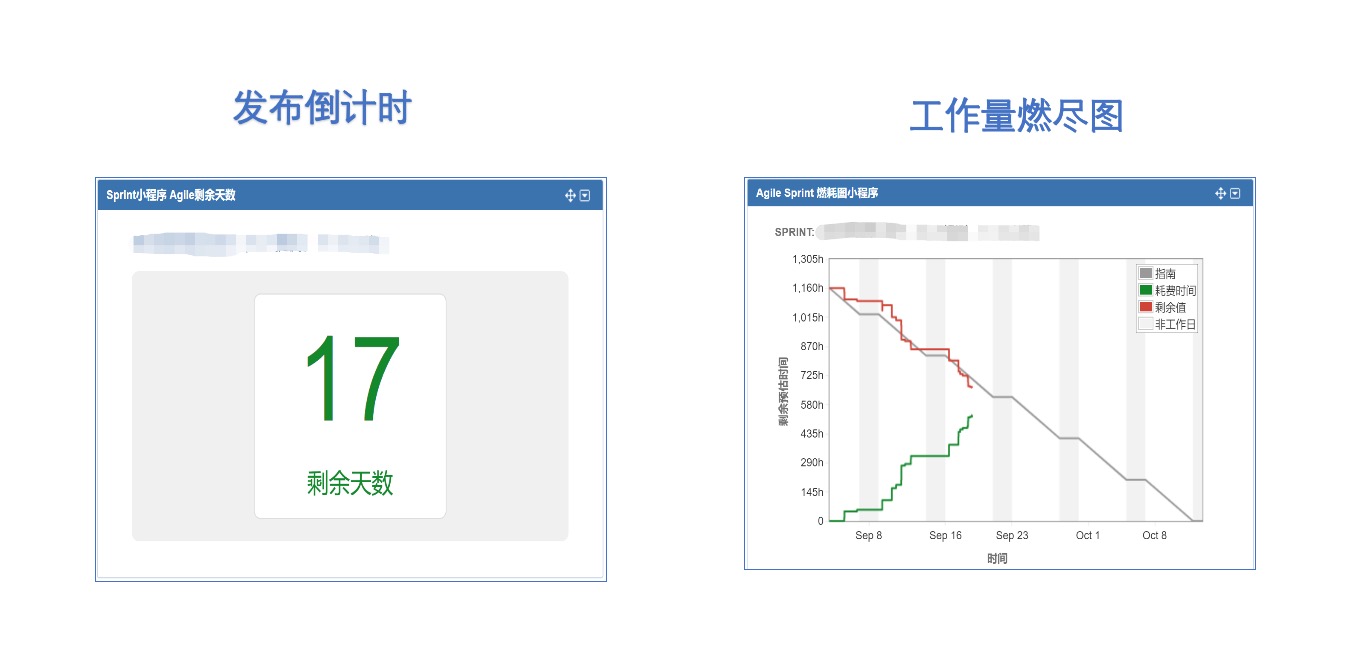 发布倒计时
Sprint小程序 Agile剩余天数
17
剩余天数
工作量燃尽图
Agile Sprint 燃耗图小程序
SPRINT:
1,305h
1,160h
1,015h
870h
725h
580h
435h
290h
145h
0
剩余预估时间
指南
耗费时间
剩余值
非工作日
Sep 8
Sep 16
Sep 23
Oct 1
Oct 8
时间